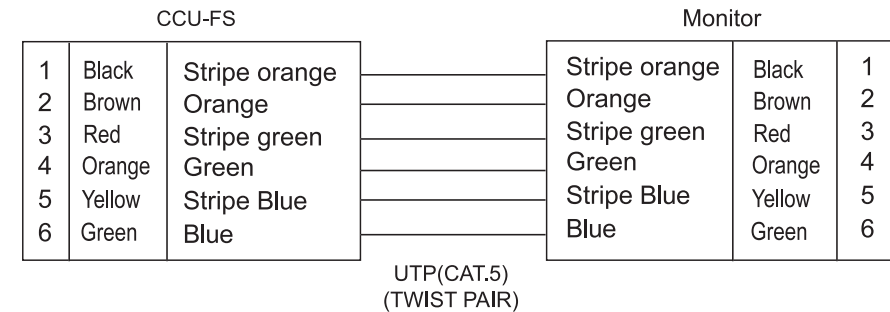 CCU-FS Monitor
1 Black Stripe orange Stripe orange Black 1
2 Brown Orange Orange Brown 2
3 Red Stripe green Stripe green Red 3
4 Orange Green Green Orange 4
5 Yellow Stripe Blue Stripe Blue Yellow 5
6 Green Blue Blue Green 6
UTP(CAT.5)
(TWIST PAIR)